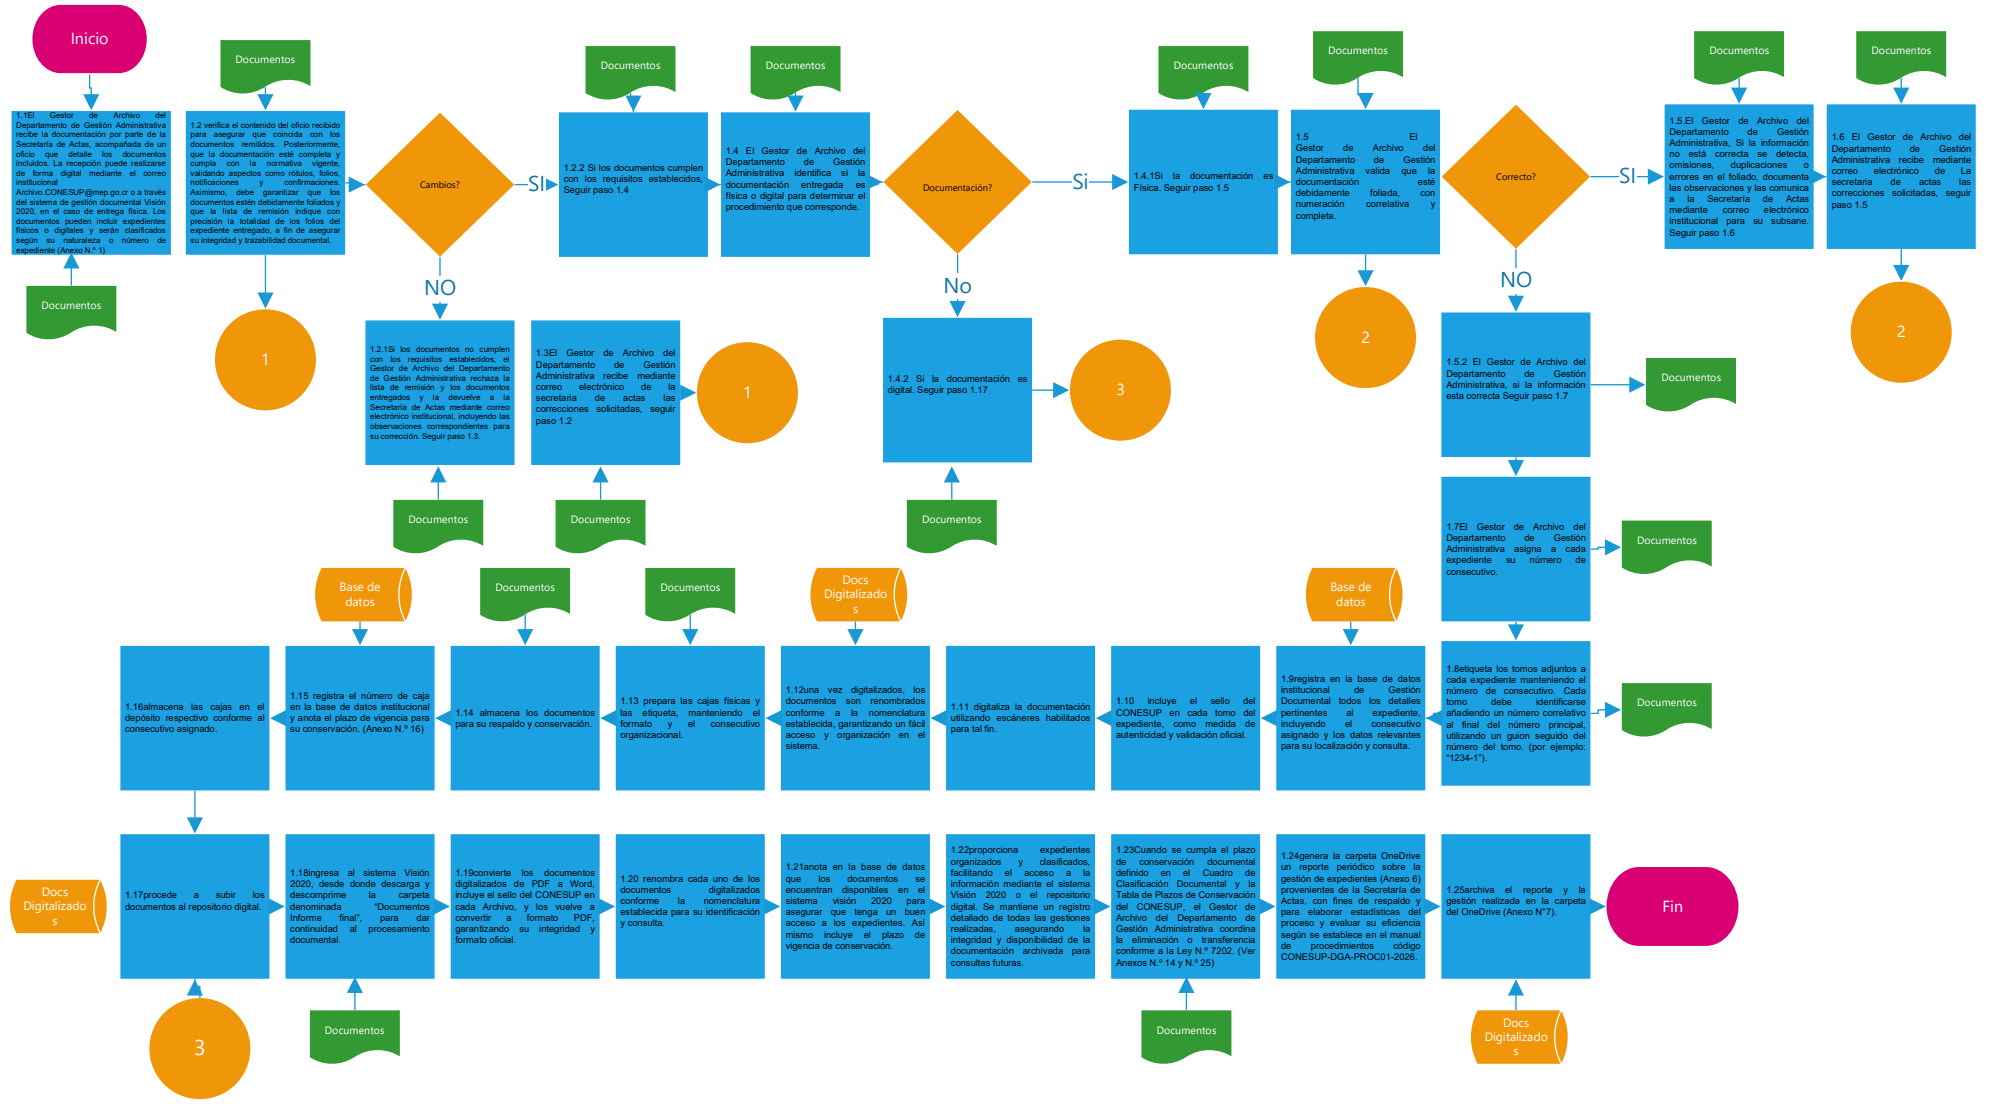 Inicio
Documentos
Documentos
Documentos
Documentos
Documentos
Documentos
Documentos
1.1El Gestor de Archivo del
Departamento de Gestión Administrativa
recibe la documentación por parte de la
Secretaría de Actas, acompañada de un
oficio que detalle los documentos
incluidos. La recepción puede realizarse
de forma digital mediante el correo
institucional
Archivo.CONESUP@mep.go.cr o a través
del sistema de gestión documental Visión
2020, en el caso de entrega física. Los
documentos pueden incluir expedientes
físicos o digitales y serán clasificados
según su naturaleza o número de
expediente (Anexo N.º 1)
1.2 verifica el contenido del oficio recibido
para asegurar que coincida con los
documentos remitidos. Posteriormente,
que la documentación esté completa y
cumpla con la normativa vigente,
validando aspectos como rótulos, folios,
notificaciones y confirmaciones.
Asimismo, debe garantizar que los
documentos estén debidamente foliados y
que la lista de remisión indique con
precisión la totalidad de los folios del
expediente entregado, a fin de asegurar
su integridad y trazabilidad documental.
Cambios?
SI
1.2.2 Si los documentos cumplen
con los requisitos establecidos,
Seguir paso 1.4
1.4 El Gestor de Archivo del
Departamento de Gestión
Administrativa identifica si la
documentación entregada es
física o digital para determinar el
procedimiento que corresponde.
Documentación?
Si
1.4.1Si la documentación es
Física. Seguir paso 1.5
1.5 El
Gestor de Archivo del
Departamento de Gestión
Administrativa valida que la
documentación esté
debidamente foliada, con
numeración correlativa y
completa.
Correcto?
SI
1.5.El Gestor de Archivo del
Departamento de Gestión
Administrativa, Si la información
no está correcta se detecta,
omisiones, duplicaciones o
errores en el foliado, documenta
las observaciones y las comunica
a la Secretaría de Actas
mediante correo electrónico
institucional para su subsane.
Seguir paso 1.6
1.6 El Gestor de Archivo del
Departamento de Gestión
Administrativa recibe mediante
correo electrónico de La
secretaria de actas las
correcciones solicitadas, seguir
paso 1.5
Documentos
1
NO
No
2
NO
2
1.2.1Si los documentos no cumplen
con los requisitos establecidos, el
Gestor de Archivo del Departamento
de Gestión Administrativa rechaza la
lista de remisión y los documentos
entregados y la devuelve a la
Secretaría de Actas mediante correo
electrónico institucional, incluyendo las
observaciones correspondientes para
su corrección. Seguir paso 1.3.
1.3El Gestor de Archivo del
Departamento de Gestión
Administrativa recibe mediante
correo electrónico de la
secretaria de actas las
correcciones solicitadas, seguir
paso 1.2
1
1.4.2 Si la documentación es
digital. Seguir paso 1.17
3
1.5.2 El Gestor de Archivo del
Departamento de Gestión
Administrativa, si la información
esta correcta Seguir paso 1.7
Documentos
Documentos
Documentos
Documentos
1.7El Gestor de Archivo del
Departamento de Gestión
Administrativa asigna a cada
expediente su número de
consecutivo.
Documentos
Base de
datos
Documentos
Documentos
Docs
Digitalizado
s
Base de
datos
1.16almacena las cajas en el
depósito respectivo conforme al
consecutivo asignado.
1.15 registra el número de caja
en la base de datos institucional
y anota el plazo de vigencia para
su conservación. (Anexo N.º 16)
1.14 almacena los documentos
para su respaldo y conservación.
1.13 prepara las cajas físicas y
las etiqueta, manteniendo el
formato y el consecutivo
organizacional.
1.12una vez digitalizados, los
documentos son renombrados
conforme a la nomenclatura
establecida, garantizando un fácil
acceso y organización en el
sistema.
1.11 digitaliza la documentación
utilizando escáneres habilitados
para tal fin.
1.10 incluye el sello del
CONESUP en cada tomo del
expediente, como medida de
autenticidad y validación oficial.
1.9registra en la base de datos
institucional de Gestión
Documental todos los detalles
pertinentes al expediente,
incluyendo el consecutivo
asignado y los datos relevantes
para su localización y consulta.
1.8etiqueta los tomos adjuntos a
cada expediente manteniendo el
número de consecutivo. Cada
tomo debe identificarse
añadiendo un número correlativo
al final del número principal,
utilizando un guion seguido del
número del tomo. (por ejemplo:
"1234-1").
Documentos
Docs
Digitalizado
s
1.17procede a subir los
documentos al repositorio digital.
1.18ingresa al sistema Visión
2020, desde donde descarga y
descomprime la carpeta
denominada "Documentos
Informe final", para dar
continuidad al procesamiento
documental.
1.19convierte los documentos
digitalizados de PDF a Word,
incluye el sello del CONESUP en
cada Archivo, y los vuelve a
convertir a formato PDF,
garantizando su integridad y
formato oficial.
1.20 renombra cada uno de los
documentos digitalizados
conforme la nomenclatura
establecida para su identificación
y consulta.
1.21anota en la base de datos
que los documentos se
encuentran disponibles en el
sistema visión 2020 para
asegurar que tenga un buen
acceso a los expedientes. Así
mismo incluye el plazo de
vigencia de conservación.
1.22proporciona expedientes
organizados y clasificados,
facilitando el acceso a la
información mediante el sistema
Visión 2020 o el repositorio
digital. Se mantiene un registro
detallado de todas las gestiones
realizadas, asegurando la
integridad y disponibilidad de la
documentación archivada para
consultas futuras.
1.23Cuando se cumpla el plazo
de conservación documental
definido en el Cuadro de
Clasificación Documental y la
Tabla de Plazos de Conservación
del CONESUP, el Gestor de
Archivo del Departamento de
Gestión Administrativa coordina
la eliminación o transferencia
conforme a la Ley N.º 7202. (Ver
Anexos N.º 14 y N.º 25)
1.24genera la carpeta OneDrive
un reporte periódico sobre la
gestión de expedientes (Anexo 6)
provenientes de la Secretaría de
Actas, con fines de respaldo y
para elaborar estadísticas del
proceso y evaluar su eficiencia
según se establece en el manual
de procedimientos código
CONESUP-DGA-PROC01-2026.
1.25archiva el reporte y la
gestión realizada en la carpeta
del OneDrive (Anexo N°7).
Fin
3
Documentos
Documentos
Docs
Digitalizado
s